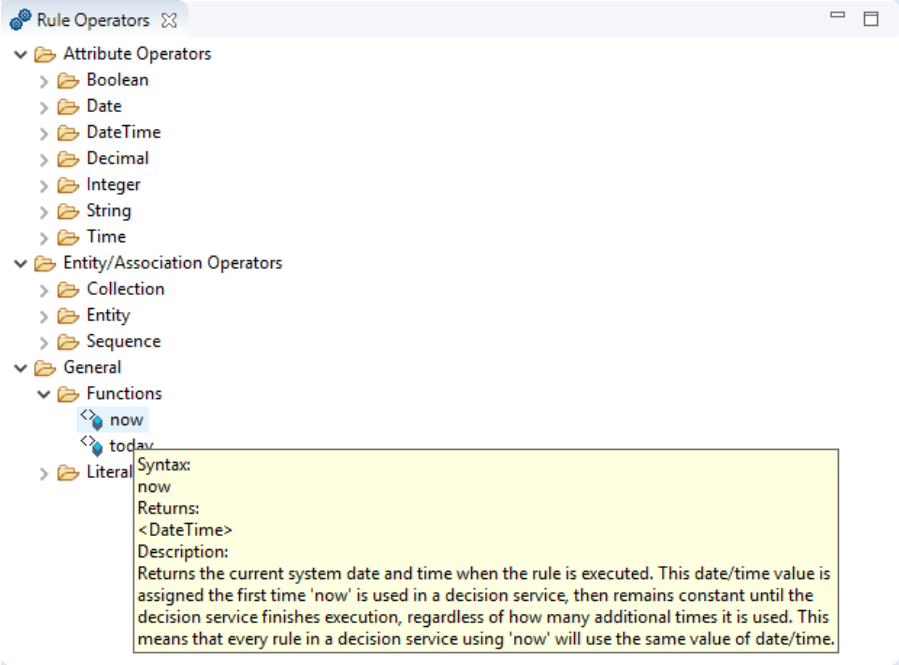 Rule Operators
Attribute Operators
Boolean
Date
DateTime
Decimal
Integer
String
Time
Entity/Association Operators
Collection
Entity
Sequence
General
Functions
now
today
Literal
Syntax:
now
Returns:
<DateTime>
Description:
Returns the current system date and time when the rule is executed. This date/time value is
assigned the first time 'now' is used in a decision service, then remains constant until the
decision service finishes execution, regardless of how many additional times it is used. This
means that every rule in a decision service using 'now' will use the same value of date/time.